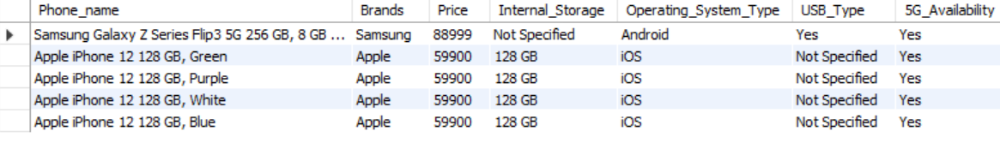 Phone_name Brands Price Internal_Storage Operating_System_Type USB_Type 5G_Availability
Samsung Galaxy Z Series Flip3 5G 256 GB, 8 GB ... Samsung 88999 Not Specified Android Yes Yes
Apple iPhone 12 128 GB, Green Apple 59900 128 GB iOS Not Specified Yes
Apple iPhone 12 128 GB, Purple Apple 59900 128 GB iOS Not Specified Yes
Apple iPhone 12 128 GB, White Apple 59900 128 GB iOS Not Specified Yes
Apple iPhone 12 128 GB, Blue Apple 59900 128 GB iOS Not Specified Yes